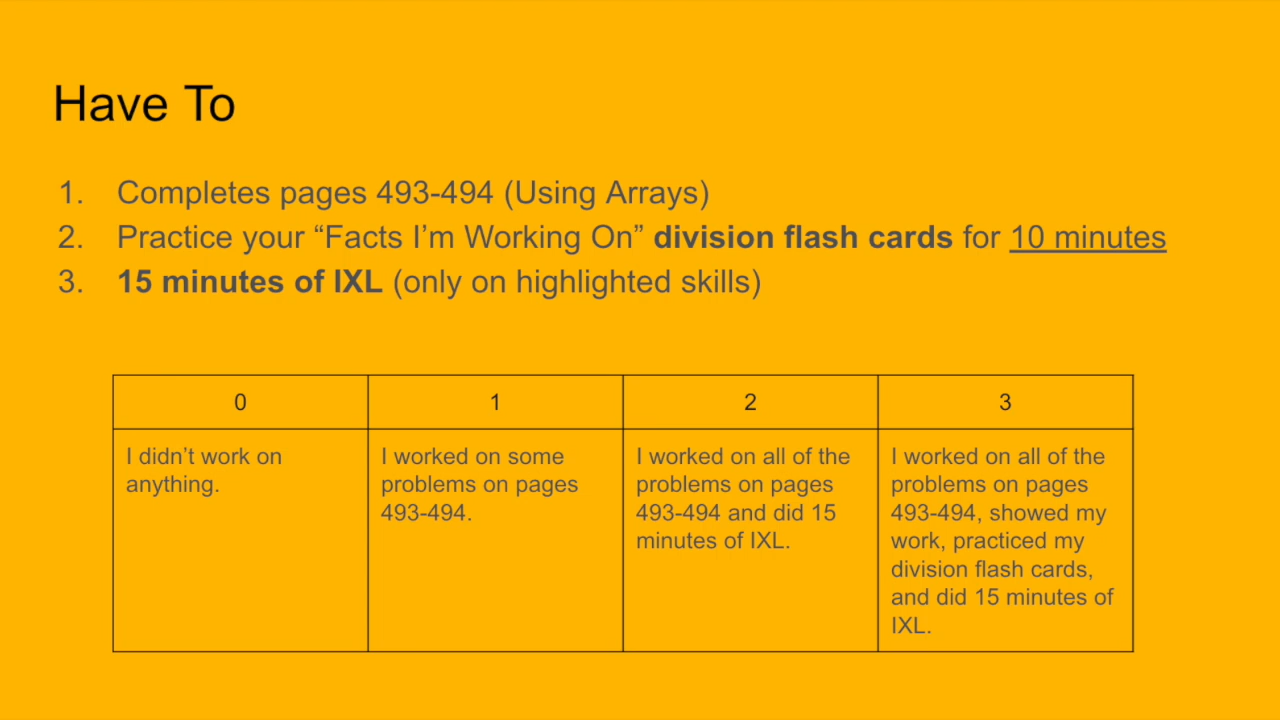 Have To
1. Completes pages 493-494 (Using Arrays)
2. Practice your “Facts I’m Working On” division flash cards for 10 minutes
3. 15 minutes of IXL (only on highlighted skills)
0
1
2
3
I didn’t work on
anything.
I worked on some
problems on pages
493-494.
I worked on all of the
problems on pages
493-494 and did 15
minutes of IXL.
I worked on all of the
problems on pages
493-494, showed my
work, practiced my
division flash cards,
and did 15 minutes of
IXL.